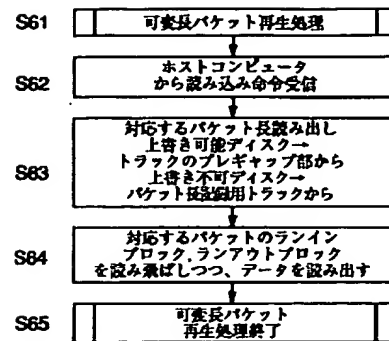 S61
可変長パケット再生処理
S62
ホストコンピュータ
から読み込み命令受信
S63
対応するパケット長読み出し
上書き可能ディスク→
トラックのプレギャップ部から
上書き不可ディスク→
パケット長記録用トラックから
S64
対応するパケットのランイン
ブロック,ランアウトブロック
を読み飛ばしつつ、データを読み出す
S65
可変長パケット
再生処理終了